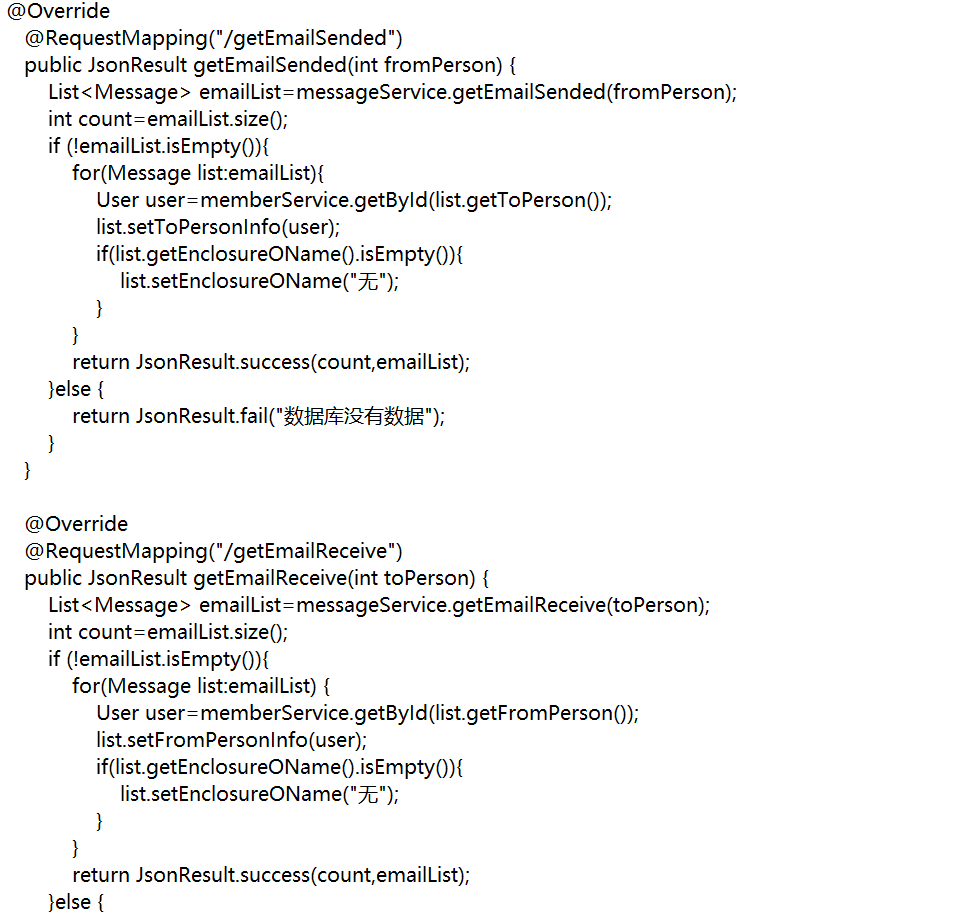 @Override
@RequestMapping("/getEmailSended")
public JsonResult getEmailSended(int fromPerson) {
List<Message> emailList=messageService.getEmailSended(fromPerson);
int count=emailList.size();
if (!emailList.isEmpty()){
for(Message list:emailList){
User user=memberService.getById(list.getToPerson());
list.setToPersonInfo(user);
if(list.getEnclosureOName().isEmpty()){
list.setEnclosureOName("无");
}
}
return JsonResult.success(count,emailList);
}else {
return JsonResult.fail("数据库没有数据");
}
}
@Override
@RequestMapping("/getEmailReceive")
public JsonResult getEmailReceive(int toPerson) {
List<Message> emailList=messageService.getEmailReceive(toPerson);
int count=emailList.size();
if (!emailList.isEmpty()){
for(Message list:emailList) {
User user=memberService.getById(list.getFromPerson());
list.setFromPersonInfo(user);
if(list.getEnclosureOName().isEmpty()){
list.setEnclosureOName("无");
}
}
return JsonResult.success(count,emailList);
}else {